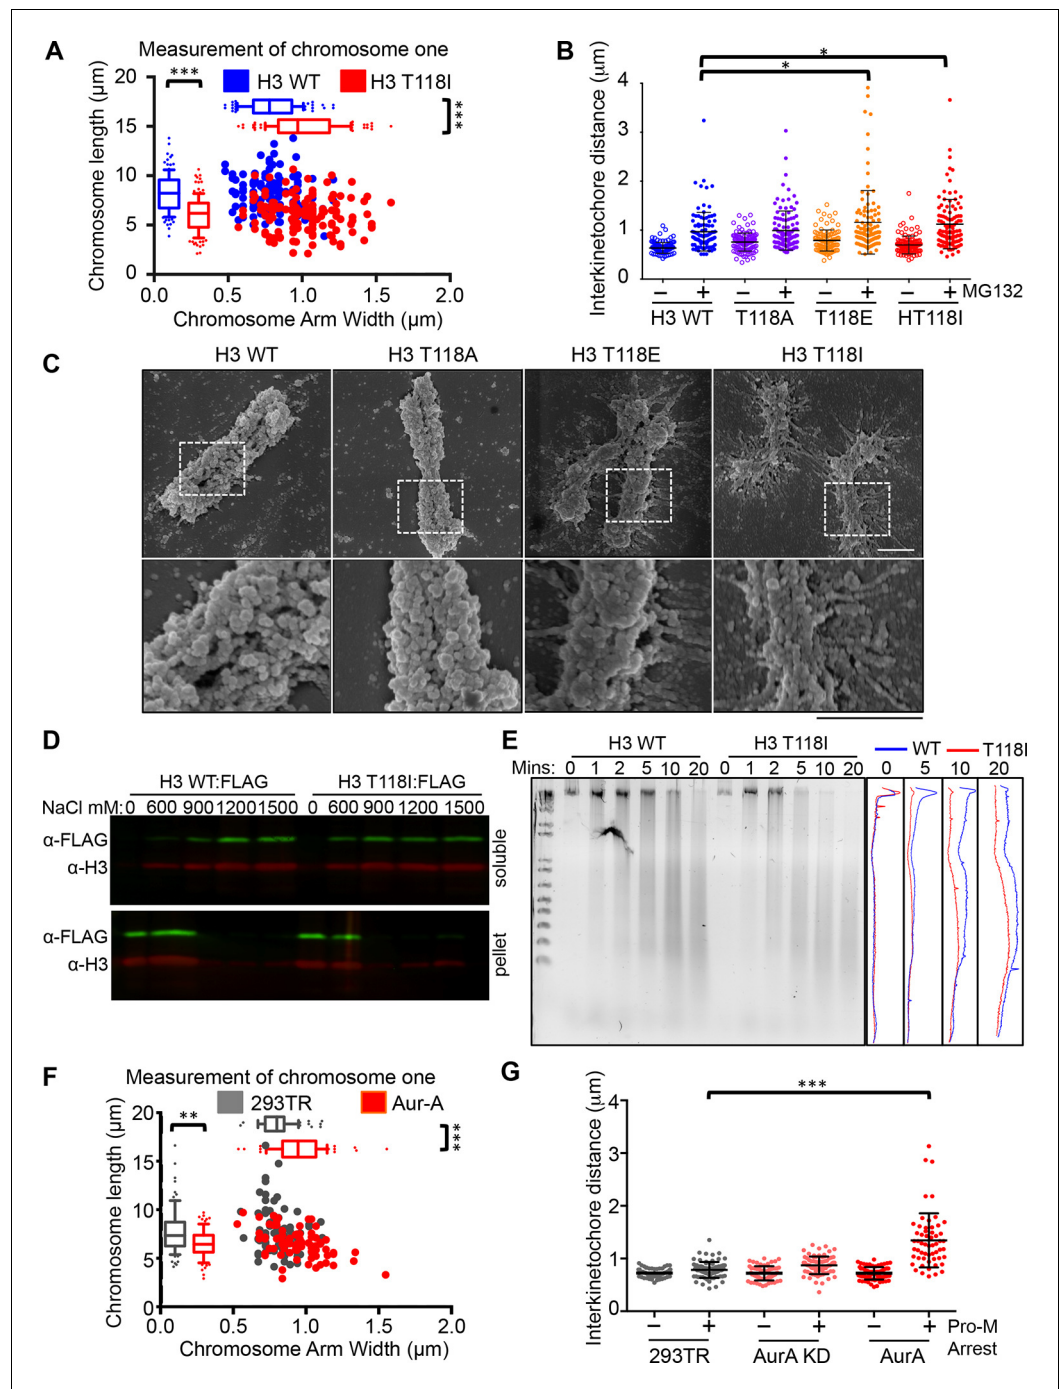 A
Measurement of chromosome one
H3 WT
H3 T118I
***
***
Chromosome length (µm)
20
15
10
5
0
0.0 0.5 1.0 1.5 2.0
Chromosome Arm Width (µm)
B
*
*
Interkinetochore distance (µm)
4
3
2
1
0
− + − + − + − + MG132
H3 WT T118A T118E HT118I
C
H3 WT H3 T118A H3 T118E H3 T118I
D
H3 WT:FLAG H3 T118I:FLAG
NaCl mM: 0 600 900 1200 1500 0 600 900 1200 1500
α-FLAG
α-H3
soluble
α-FLAG
α-H3
pellet
E
H3 WT H3 T118I WT T118I
Mins: 0 1 2 5 10 20 0 1 2 5 10 20 0 5 10 20
F
Measurement of chromosome one
293TR
Aur-A
**
***
Chromosome length (µm)
20
15
10
5
0
0.0 0.5 1.0 1.5 2.0
Chromosome Arm Width (µm)
G
***
Interkinetochore distance (µm)
4
3
2
1
0
− + − + − + Pro-M
Arrest
293TR AurA KD AurA